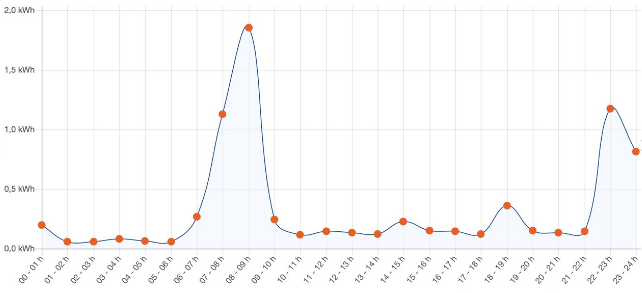 2,0 kWh
1,5 kWh
1,0 kWh
0,5 kWh
0,0 kWh
00 - 01 h
01 - 02 h
02 - 03 h
03 - 04 h
04 - 05 h
05 - 06 h
06 - 07 h
07 - 08 h
08 - 09 h
09 - 10 h
10 - 11 h
11 - 12 h
12 - 13 h
13 - 14 h
14 - 15 h
15 - 16 h
16 - 17 h
17 - 18 h
18 - 19 h
19 - 20 h
20 - 21 h
21 - 22 h
22 - 23 h
23 - 24 h